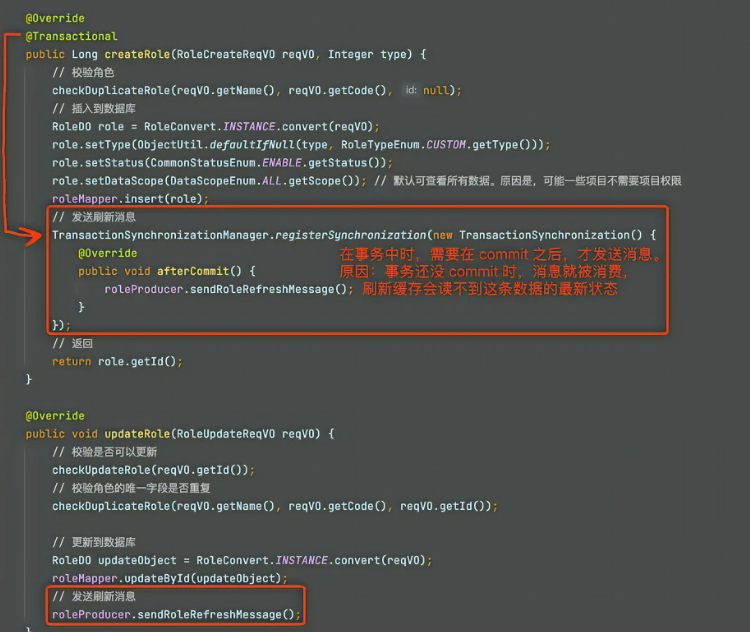 @Override
@Transactional
public Long createRole(RoleCreateReqVO reqVO, Integer type) {
// 校验角色
checkDuplicateRole(reqVO.getName(), reqVO.getCode(), id: null);
// 插入到数据库
RoleDO role = RoleConvert.INSTANCE.convert(reqVO);
role.setType(ObjectUtil.defaultIfNull(type, RoleTypeEnum.CUSTOM.getType()));
role.setStatus(CommonStatusEnum.ENABLE.getStatus());
role.setDataScope(DataScopeEnum.ALL.getScope()); // 默认可查看所有数据。原因是，可能一些项目不需要项目权限
roleMapper.insert(role);
// 发送刷新消息
TransactionSynchronizationManager.registerSynchronization(new TransactionSynchronization() {
@Override 在事务中时，需要在 commit 之后，才发送消息。
public void afterCommit() { 原因：事务还没 commit 时，消息就被消费，
roleProducer.sendRoleRefreshMessage(); 刷新缓存会读不到这条数据的最新状态
}
});
// 返回
return role.getId();
}
@Override
public void updateRole(RoleUpdateReqVO reqVO) {
// 校验是否可以更新
checkUpdateRole(reqVO.getId());
// 校验角色的唯一字段是否重复
checkDuplicateRole(reqVO.getName(), reqVO.getCode(), reqVO.getId());
// 更新到数据库
RoleDO updateObject = RoleConvert.INSTANCE.convert(reqVO);
roleMapper.updateById(updateObject);
// 发送刷新消息
roleProducer.sendRoleRefreshMessage();
}